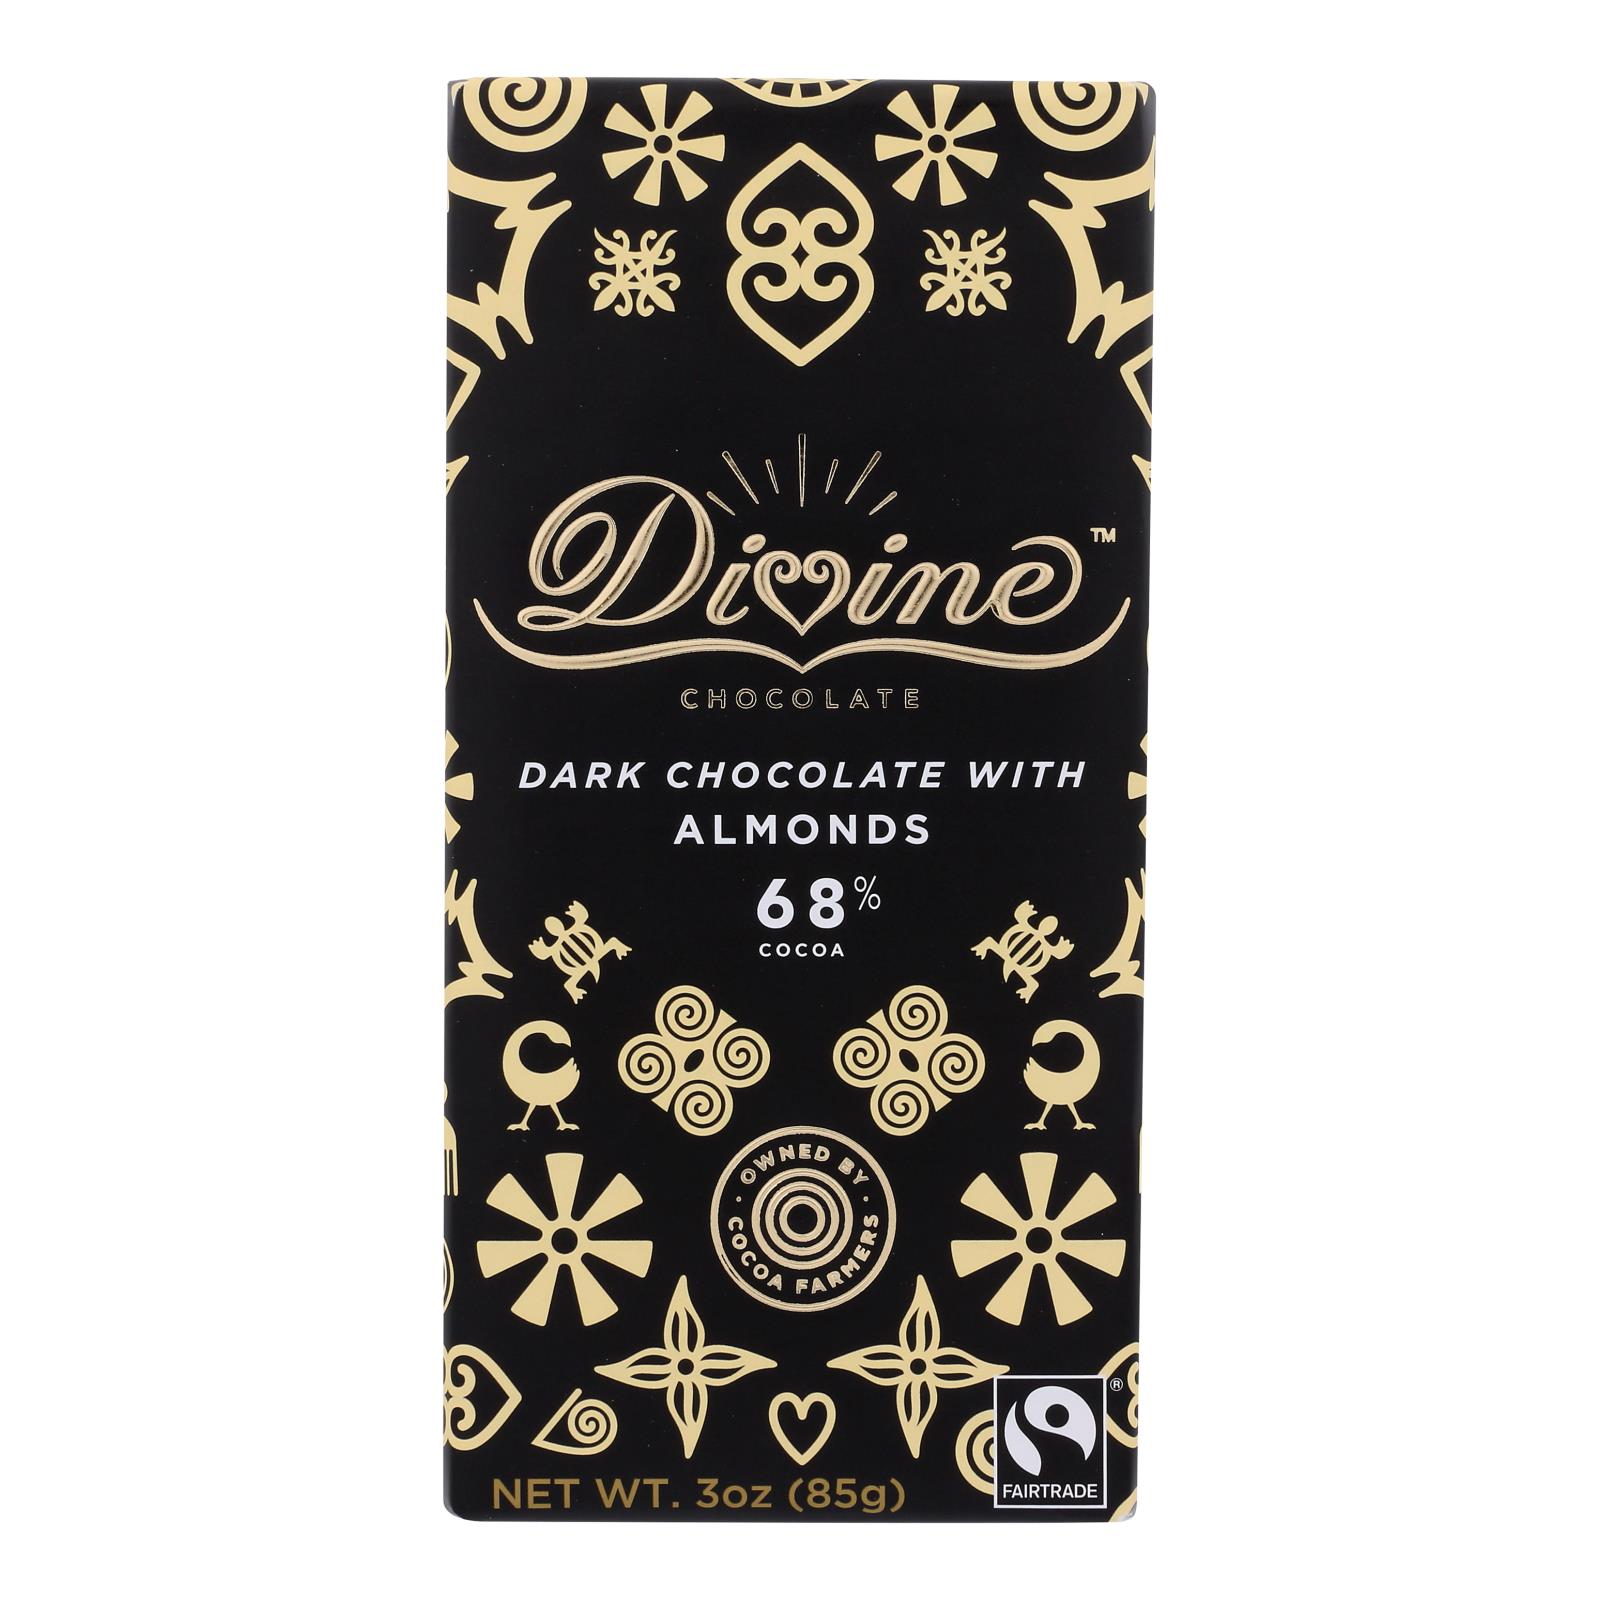 Divine™
CHOCOLATE
DARK CHOCOLATE WITH
ALMONDS
68%
COCOA
OWNED BY
COCOA FARMERS
®
FAIRTRADE
NET WT. 3oz (85g)